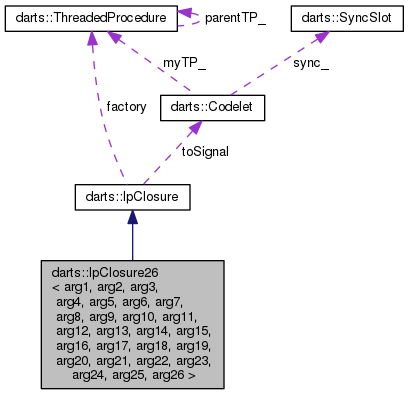 darts::ThreadedProcedure
parentTP_
darts::SyncSlot
myTP_
sync_
darts::Codelet
factory
toSignal
darts::lpClosure
darts::lpClosure26
< arg1, arg2, arg3,
arg4, arg5, arg6, arg7,
arg8, arg9, arg10, arg11,
arg12, arg13, arg14, arg15,
arg16, arg17, arg18, arg19,
arg20, arg21, arg22, arg23,
arg24, arg25, arg26 >